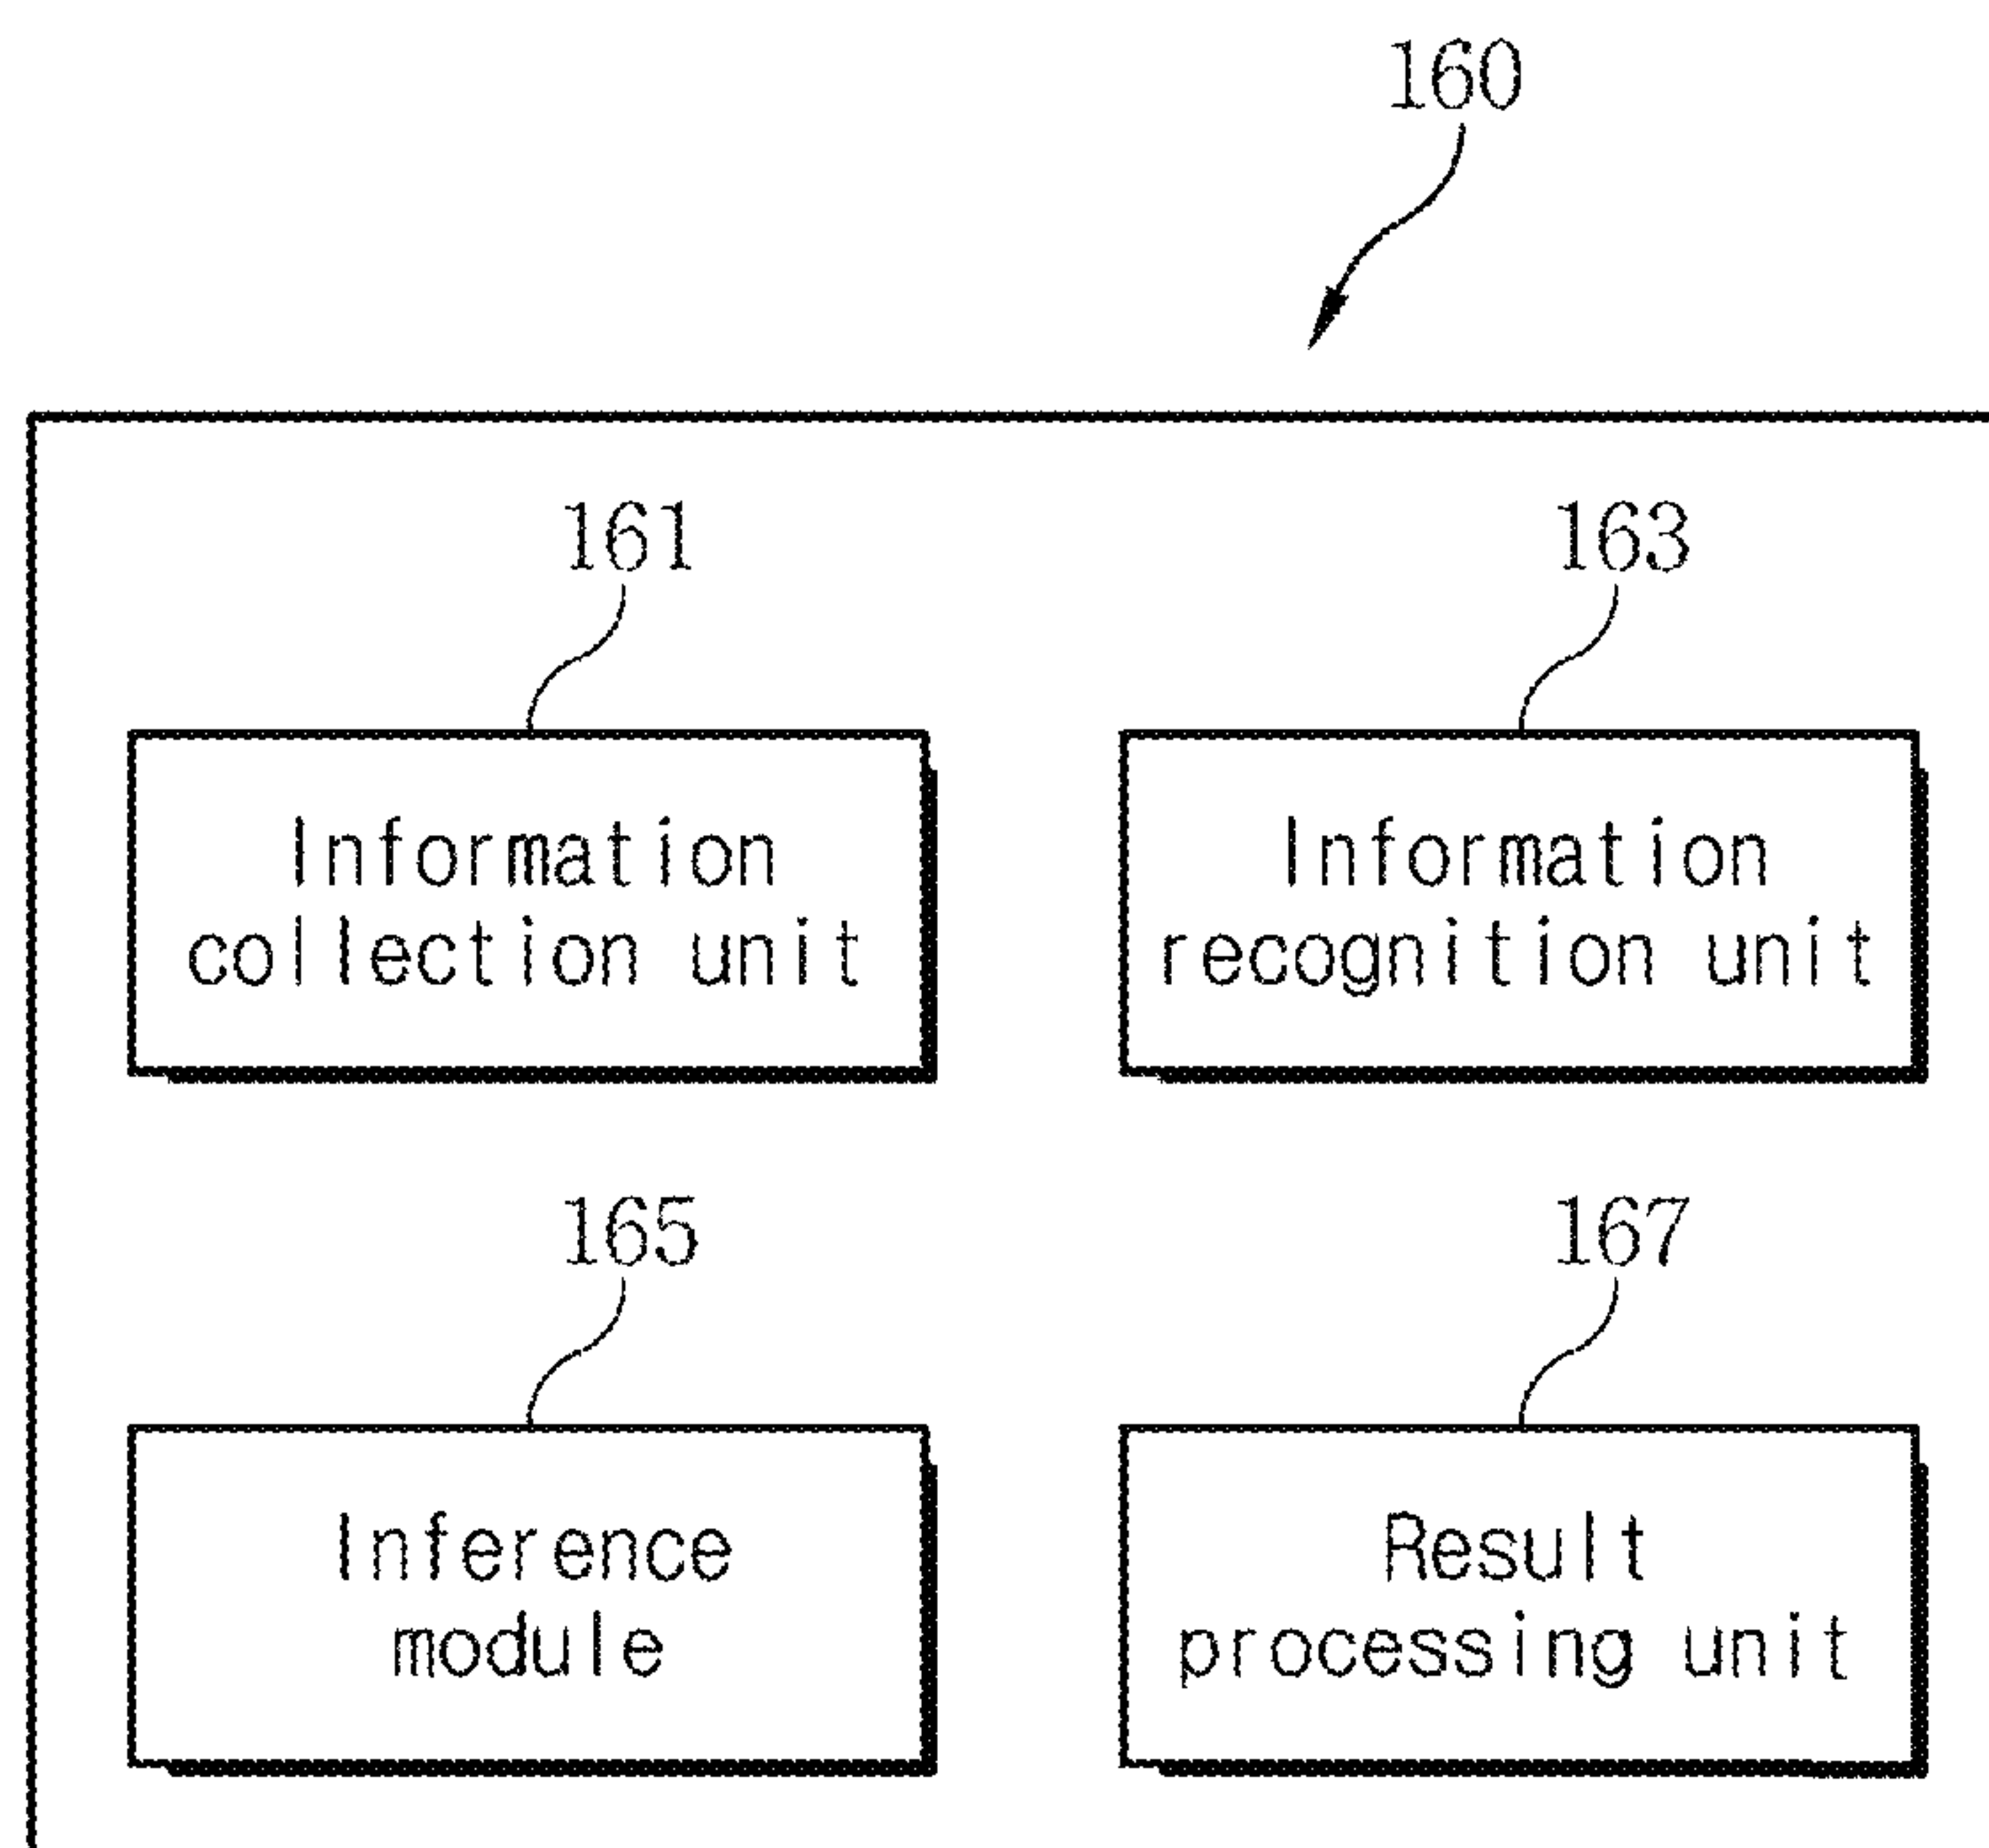 160
161
163
Information
collection unit
Information
recognition unit
165
167
Inference
module
Result
processing unit